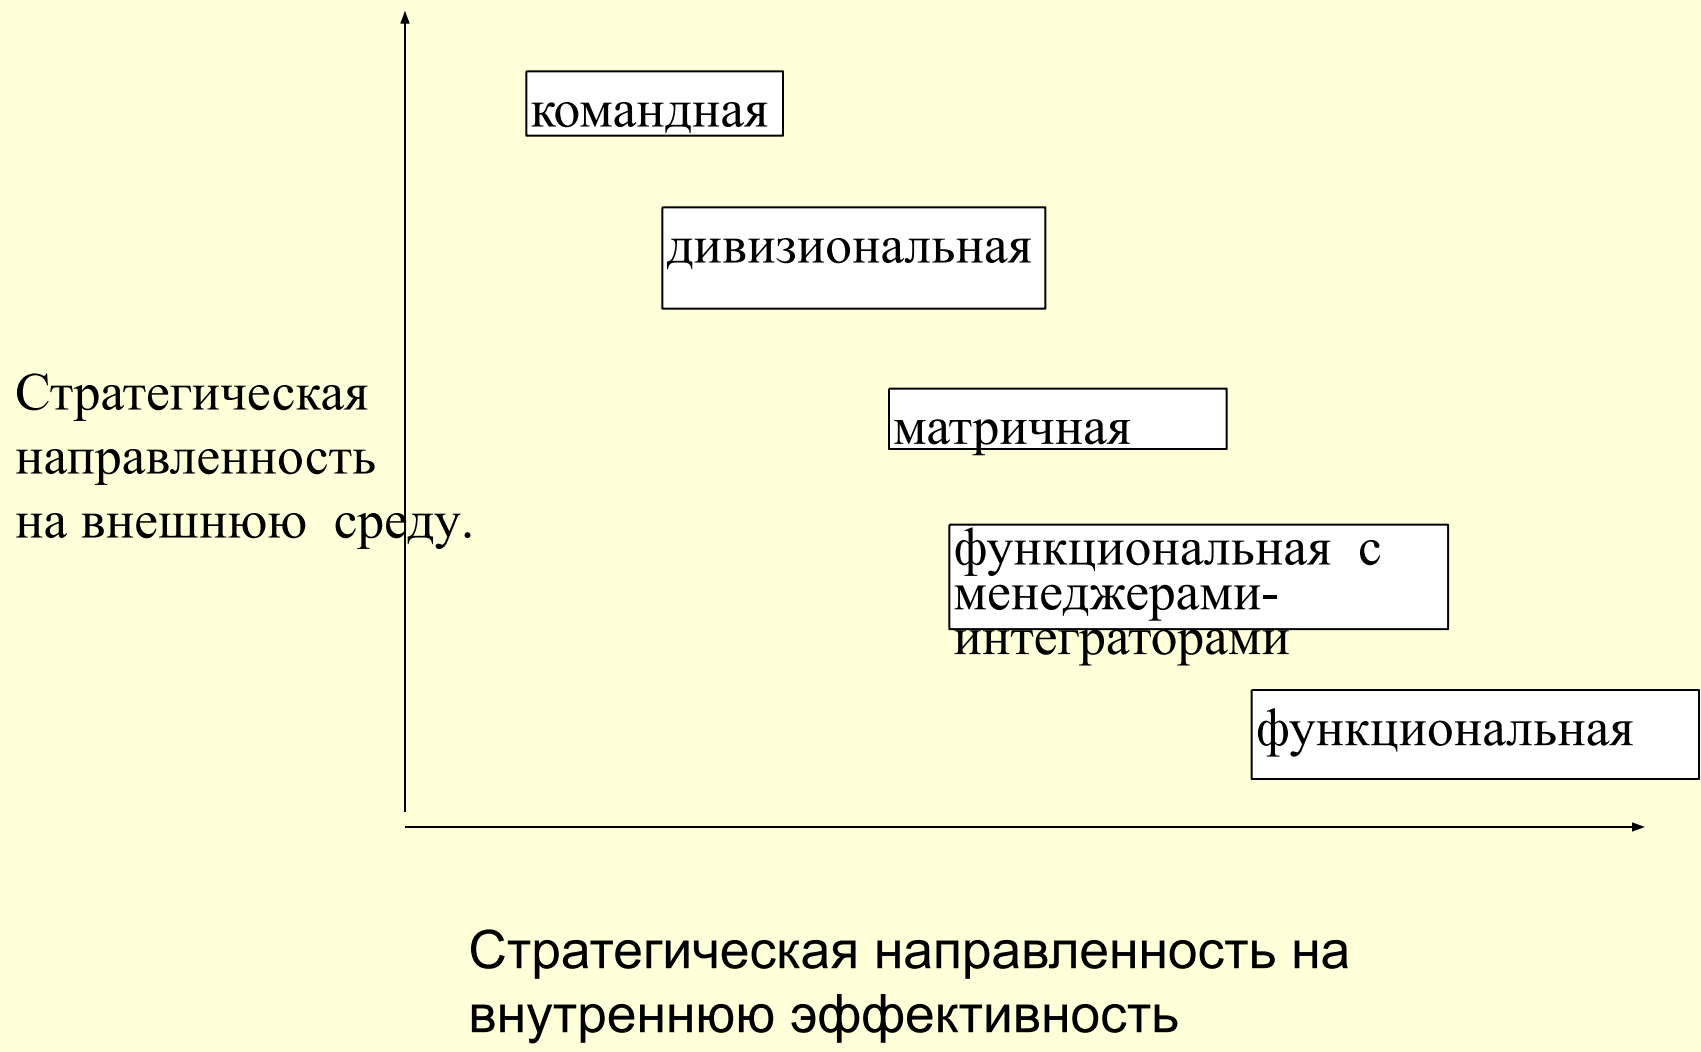 командная
дивизиональная
Стратегическая
направленность
на внешнюю среду.
матричная
функциональная с
менеджерами-
интеграторами
функциональная
Стратегическая направленность на
внутреннюю эффективность